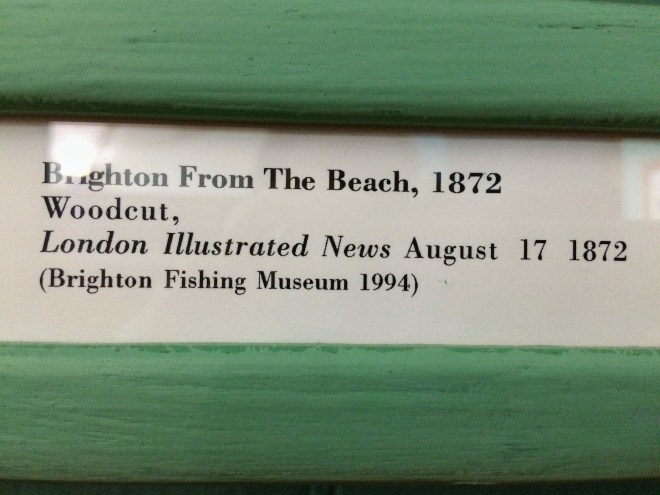 Brighton From The Beach, 1872
Woodcut,
London Illustrated News August 17 1872
(Brighton Fishing Museum 1994)